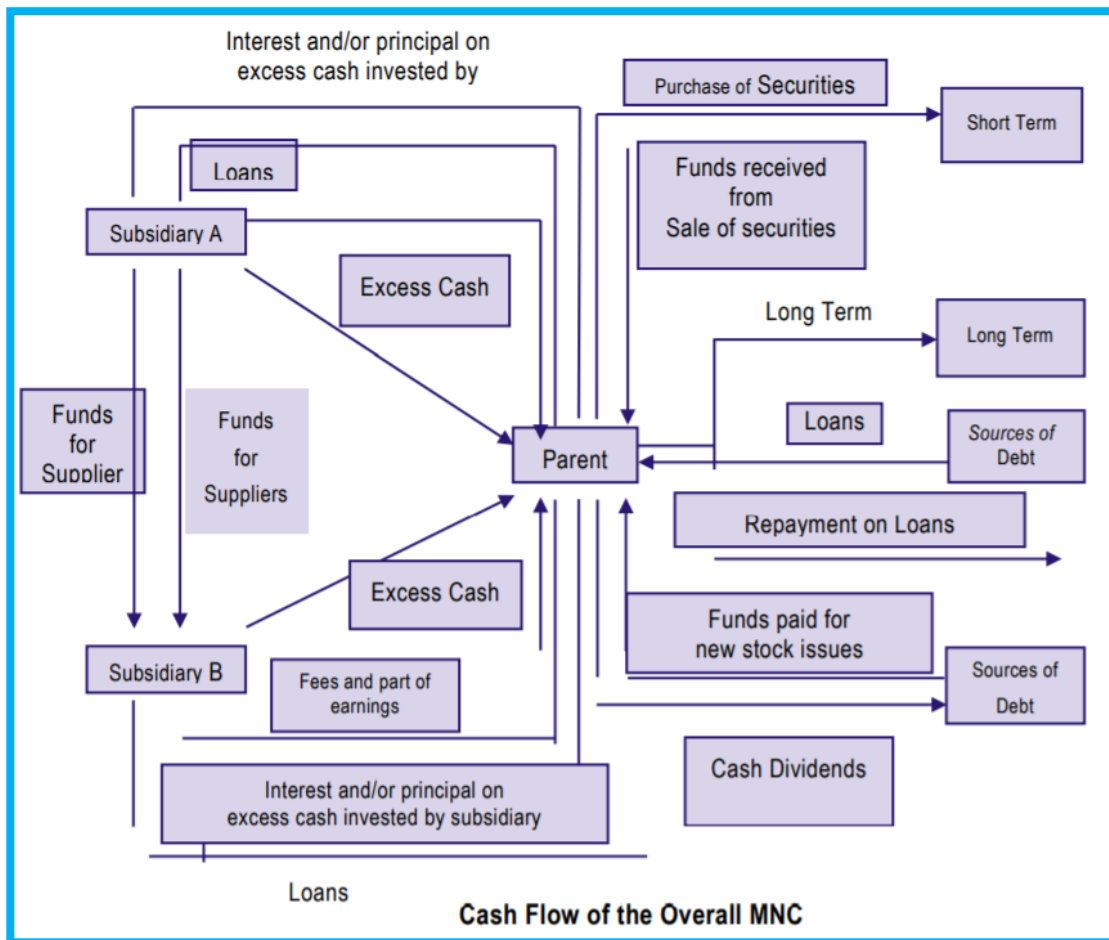 Interest and/or principal on
excess cash invested by
Purchase of Securities
Short Term
Loans
Funds received
from
Sale of securities
Subsidiary A
Excess Cash
Long Term
Long Term
Funds
for
Supplier
Funds
for
Suppliers
Loans
Parent
Sources of
Debt
Repayment on Loans
Excess Cash
Funds paid for
new stock issues
Subsidiary B
Fees and part of
earnings
Sources of
Debt
Cash Dividends
Interest and/or principal on
excess cash invested by subsidiary
Loans
Cash Flow of the Overall MNC